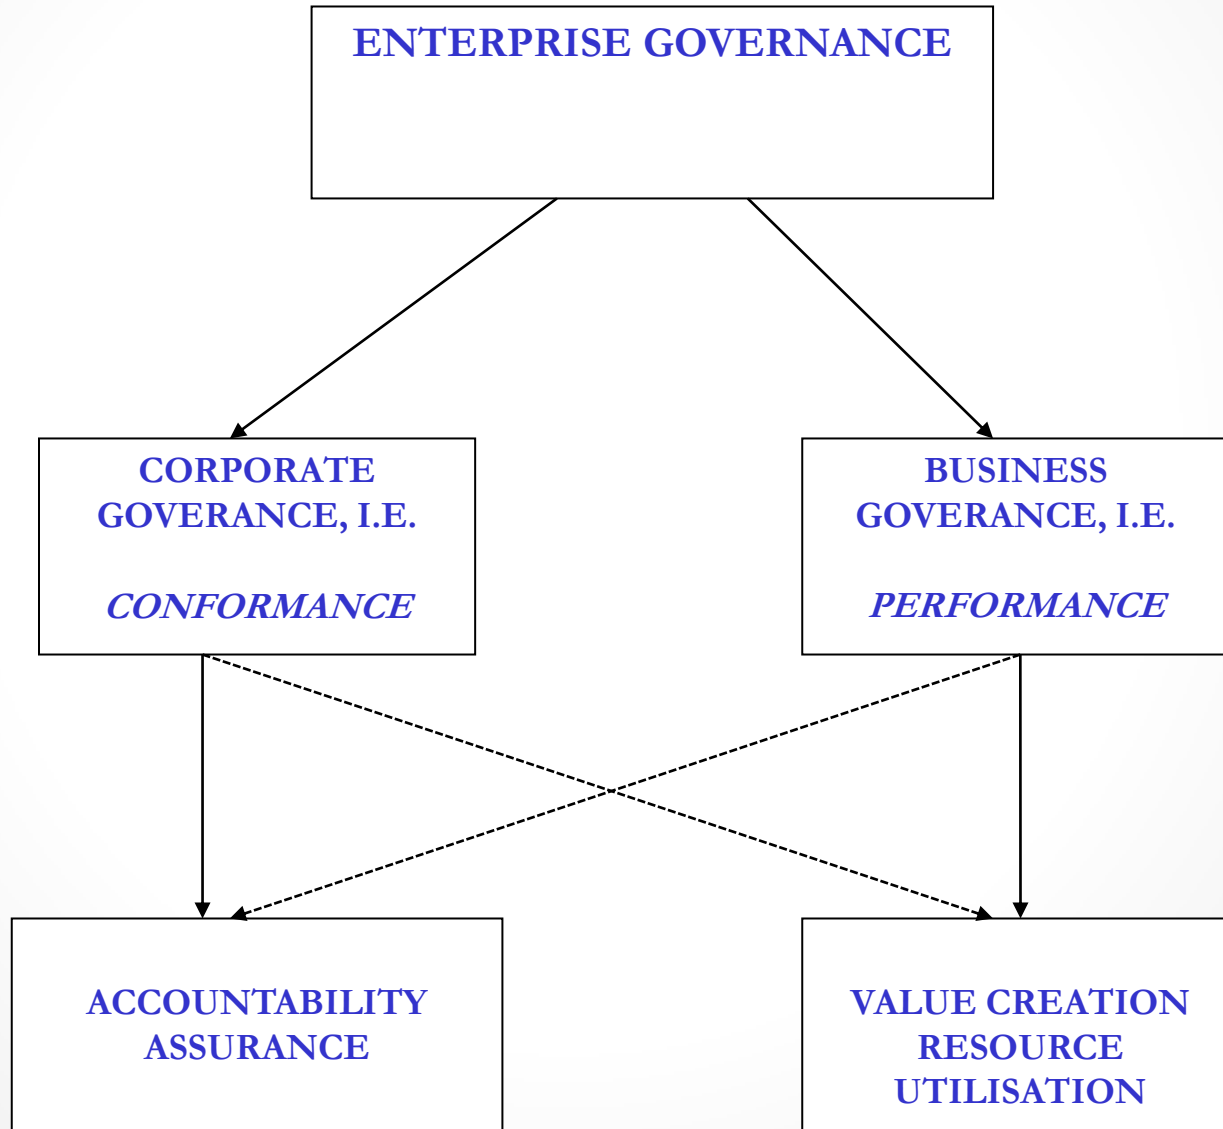 ENTERPRISE GOVERNANCE
CORPORATE
GOVERANCE, I.E.
CONFORMANCE
BUSINESS
GOVERANCE, I.E.
PERFORMANCE
ACCOUNTABILITY
ASSURANCE
VALUE CREATION
RESOURCE
UTILISATION